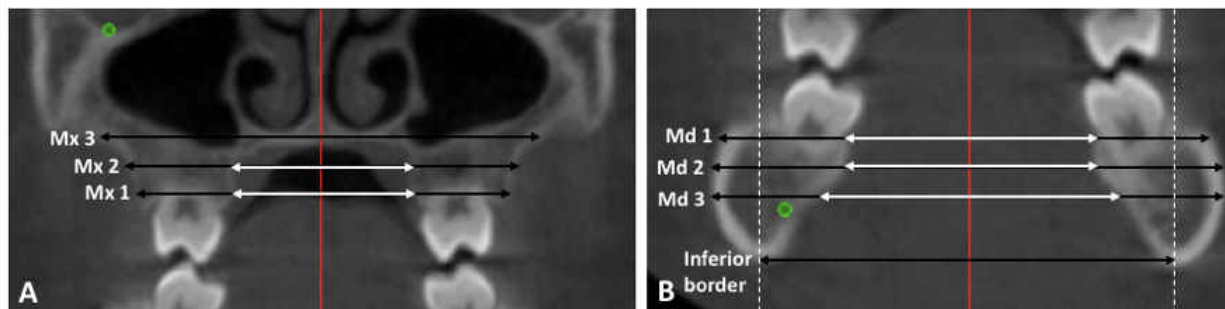 Mx 3
Mx 2
Mx 1
A
Md 1
Md 2
Md 3
Inferior
border
B